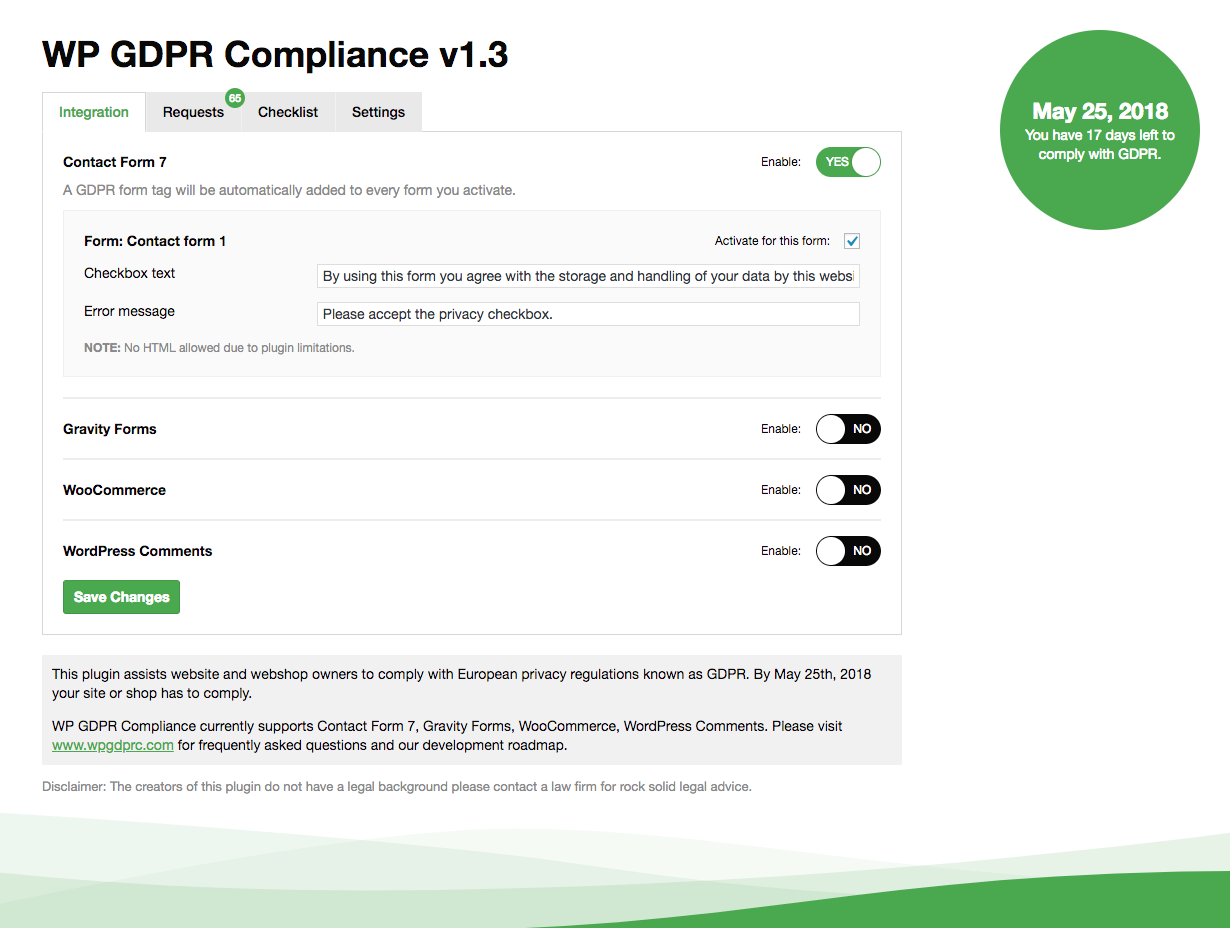 WP GDPR Compliance v1.3
May 25, 2018
You have 17 days left to
comply with GDPR.
Integration
Requests
65
Checklist
Settings
Contact Form 7
Enable:
YES
A GDPR form tag will be automatically added to every form you activate.
Form: Contact form 1
Activate for this form:
Checkbox text
By using this form you agree with the storage and handling of your data by this websi
Error message
Please accept the privacy checkbox.
NOTE: No HTML allowed due to plugin limitations.
Gravity Forms
Enable:
NO
WooCommerce
Enable:
NO
WordPress Comments
Enable:
NO
Save Changes
This plugin assists website and webshop owners to comply with European privacy regulations known as GDPR. By May 25th, 2018
your site or shop has to comply.
WP GDPR Compliance currently supports Contact Form 7, Gravity Forms, WooCommerce, WordPress Comments. Please visit
www.wpgdprc.com for frequently asked questions and our development roadmap.
Disclaimer: The creators of this plugin do not have a legal background please contact a law firm for rock solid legal advice.